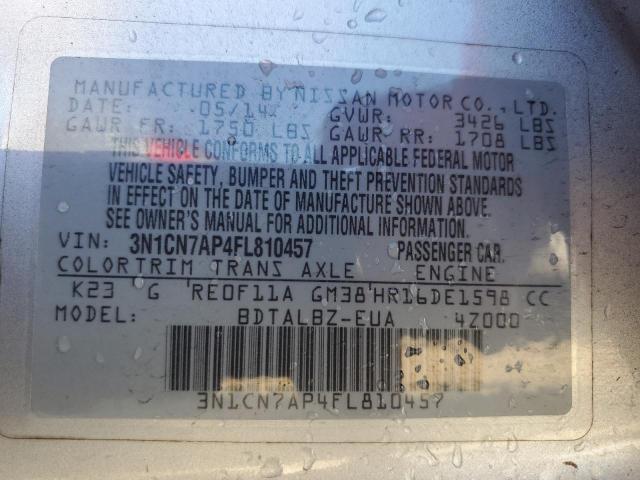 MANUFACTURED BY NISSAN MOTOR CO., LTD.
DATE: 05/14 GVWR: 3426 LBS
GAWR FR: 1750 LBS GAWR RR: 1708 LBS
THIS VEHICLE CONFORMS TO ALL APPLICABLE FEDERAL MOTOR
VEHICLE SAFETY, BUMPER AND THEFT PREVENTION STANDARDS
IN EFFECT ON THE DATE OF MANUFACTURE SHOWN ABOVE.
SEE OWNER'S MANUAL FOR ADDITIONAL INFORMATION.
VIN: 3N1CN7AP4FL810457 PASSENGER CAR.
COLOR TRIM TRANS AXLE ENGINE
K23 G RE0F11A GM38 HR16DE1598 CC
MODEL: BDTALBZ-EUA 4Z000
3N1CN7AP4FL810457